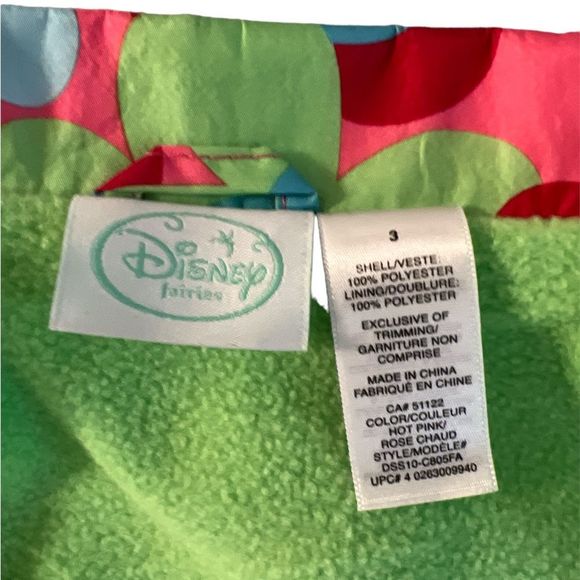 Disney
fairies
3
SHELL/VESTE:
100% POLYESTER
LINING/DOUBLURE:
100% POLYESTER
EXCLUSIVE OF
TRIMMING/
GARNITURE NON
COMPRISE
MADE IN CHINA
FABRIQUÉ EN CHINE
CA# 51122
COLOR/COULEUR
HOT PINK/
ROSE CHAUD
STYLE/MODÈLE#
DSS10-C805FA
UPC# 4 0263009940